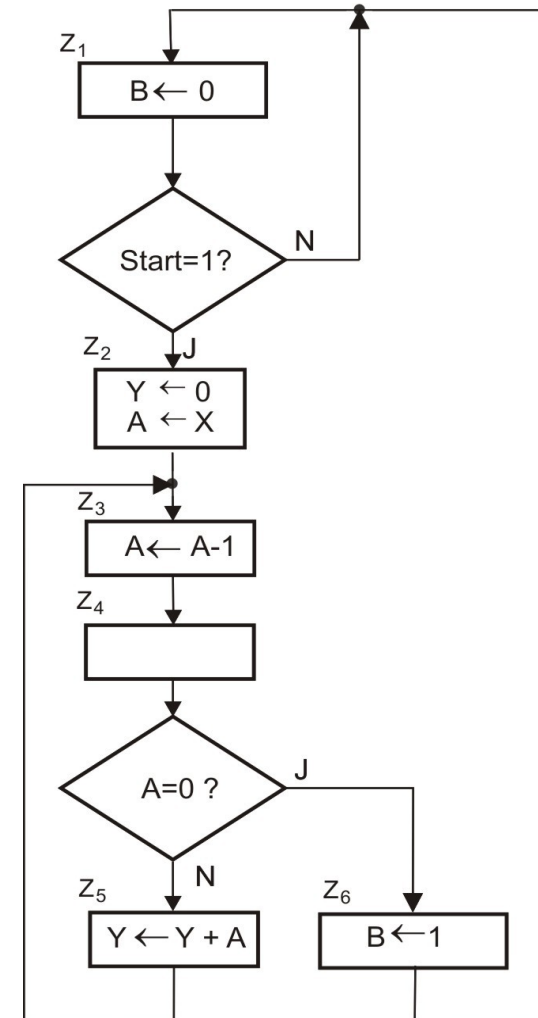 Z₁
B ← 0
Start=1?
N
J
Z₂
Y ← 0
A ← X
Z₃
A ← A-1
Z₄
A=0 ?
J
N
Z₅
Y ← Y + A
Z₆
B ← 1